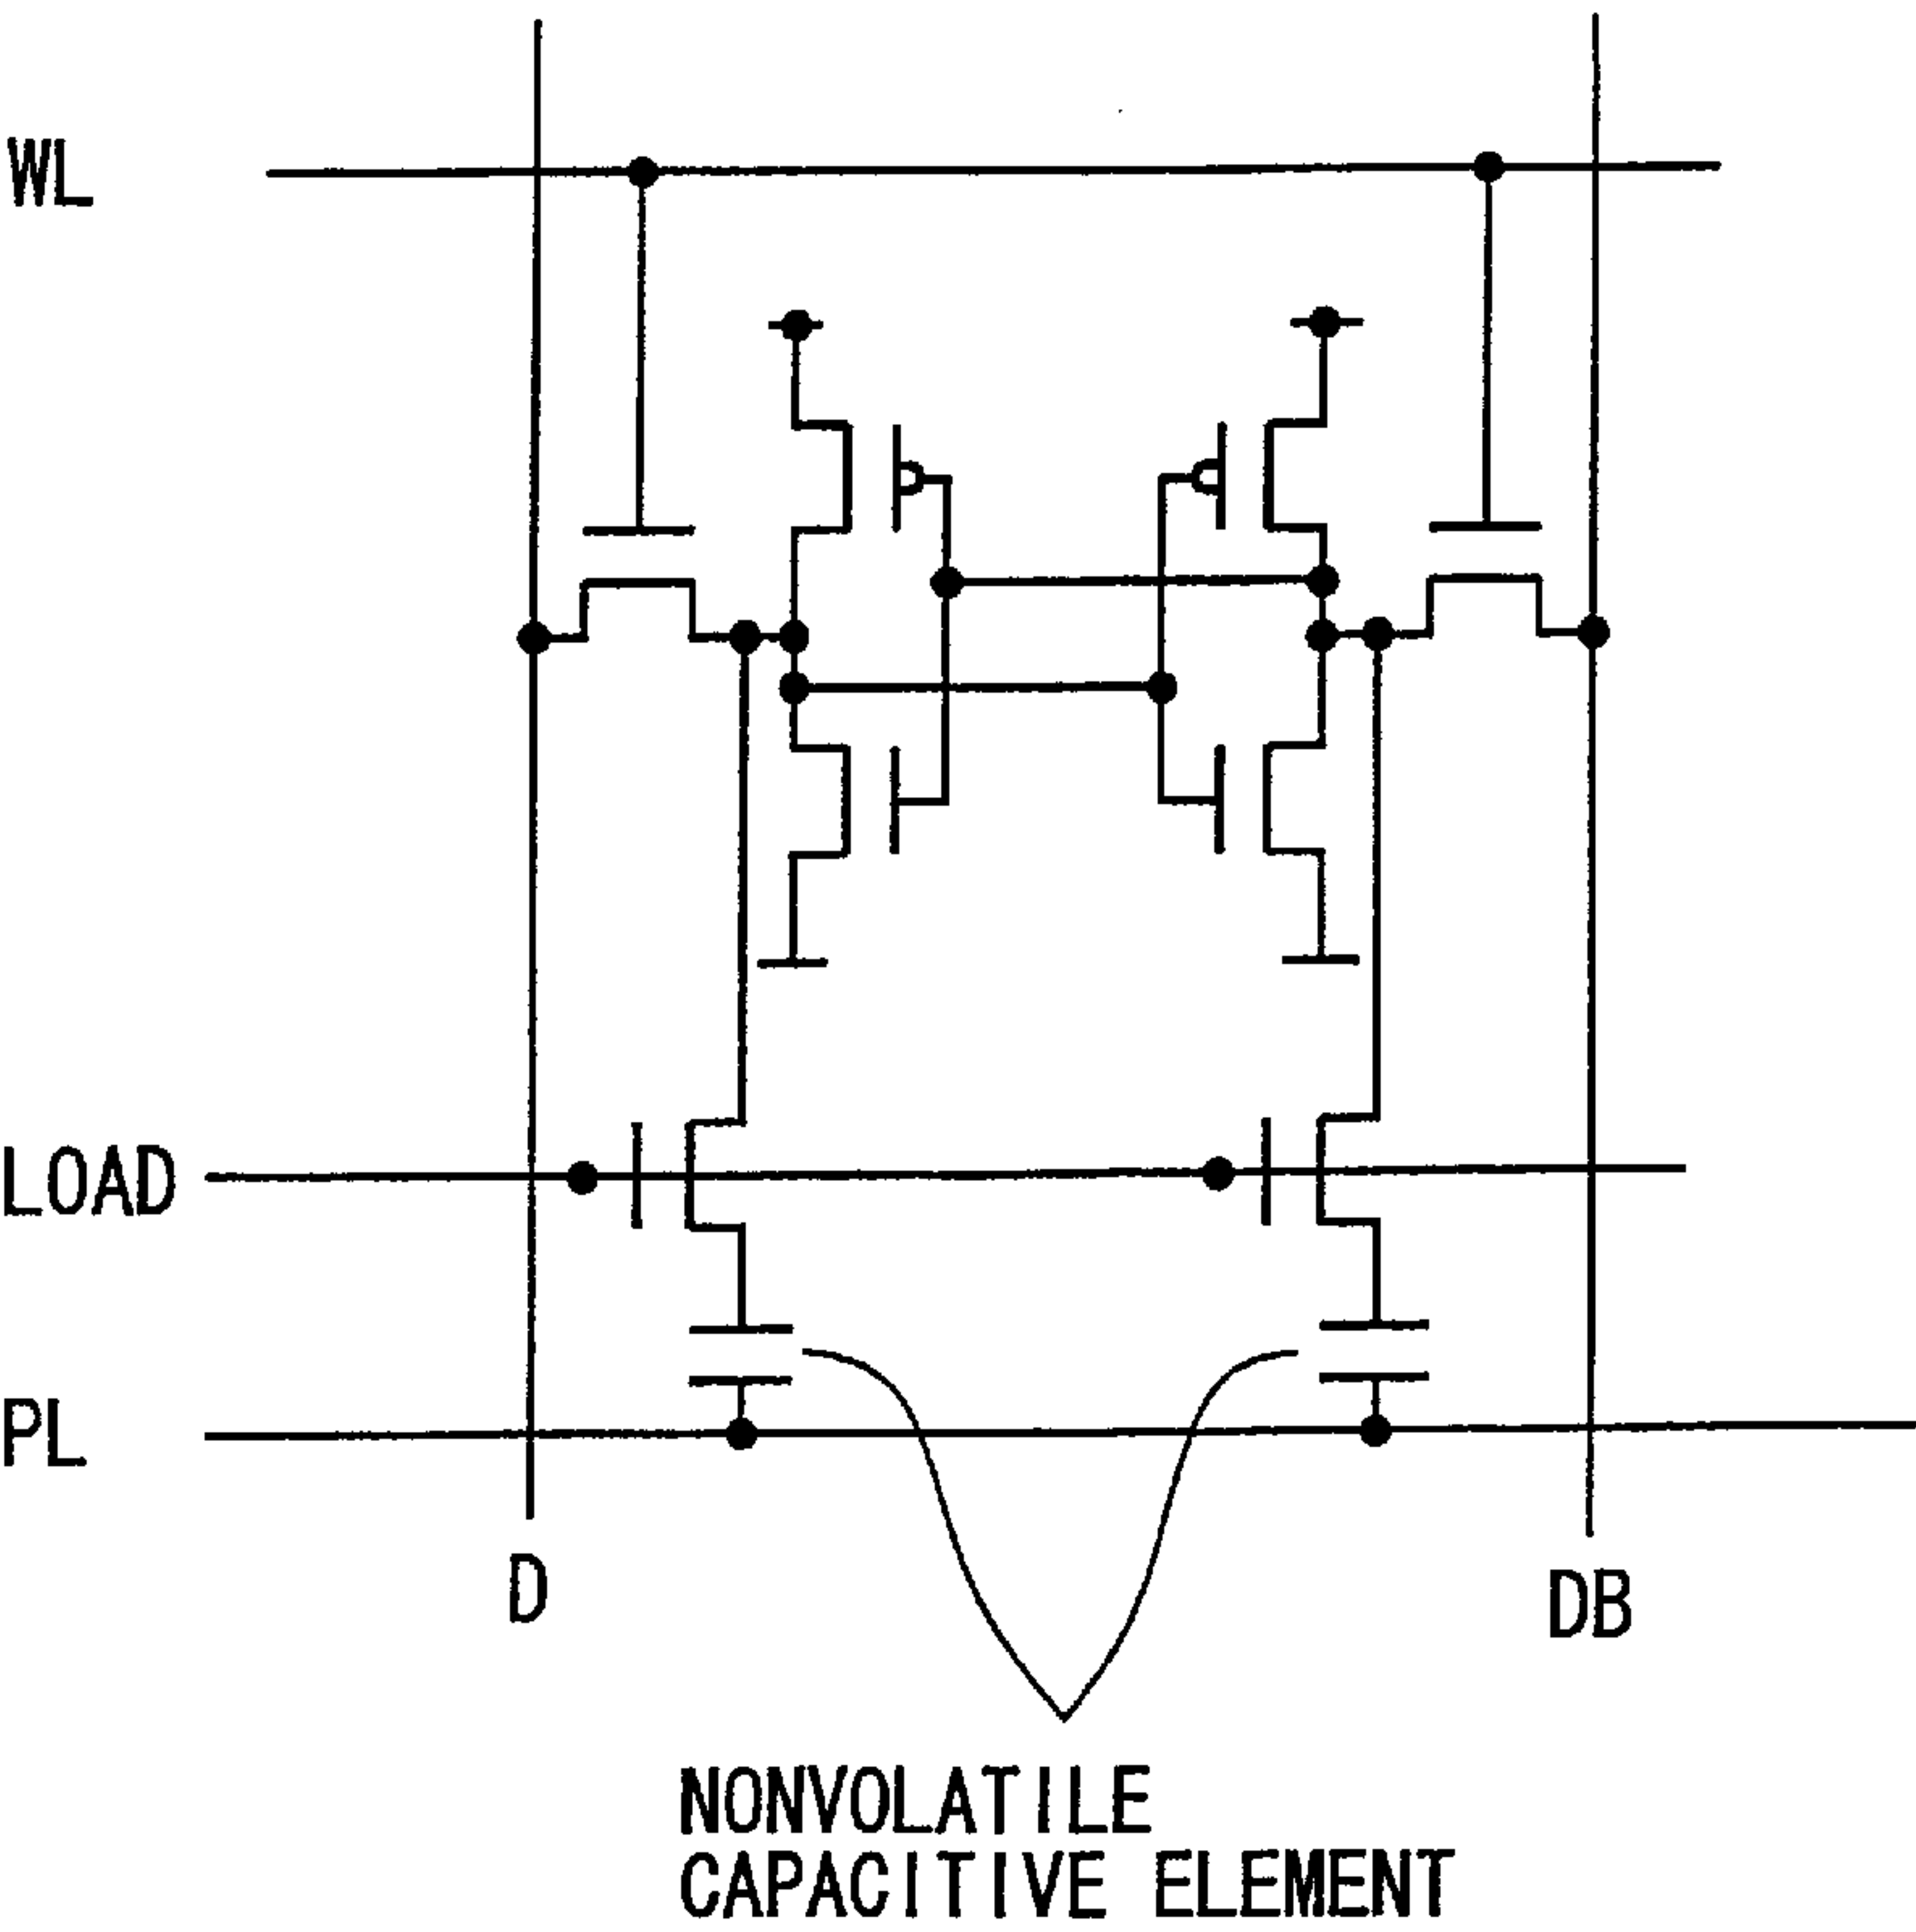 WL
LOAD
PL
D
DB
NONVOLATILE
CAPACITIVE ELEMENT